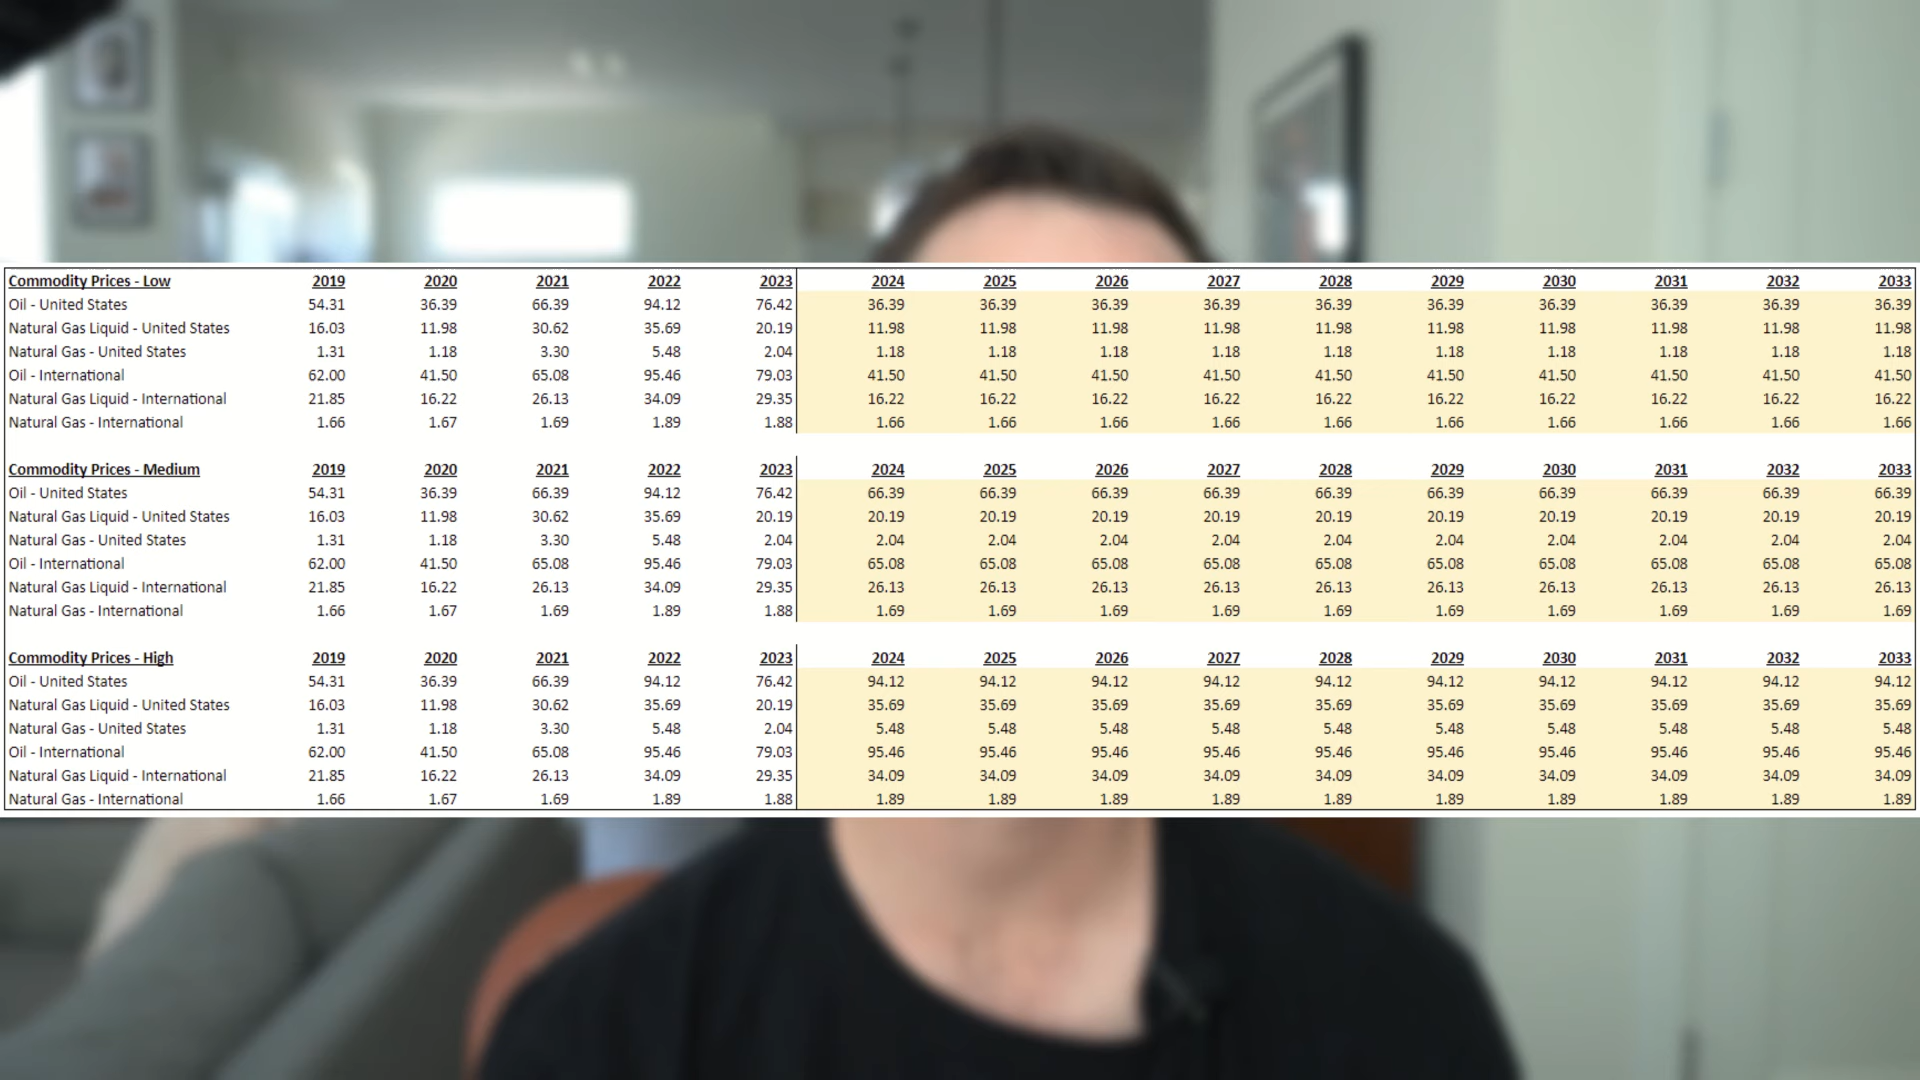 Commodity Prices - Low 2019 2020 2021 2022 2023 2024 2025 2026 2027 2028 2029 2030 2031 2032 2033
Oil - United States 54.31 36.39 66.39 94.12 76.42 36.39 36.39 36.39 36.39 36.39 36.39 36.39 36.39 36.39 36.39
Natural Gas Liquid - United States 16.03 11.98 30.62 35.69 20.19 11.98 11.98 11.98 11.98 11.98 11.98 11.98 11.98 11.98 11.98
Natural Gas - United States 1.31 1.18 3.30 5.48 2.04 1.18 1.18 1.18 1.18 1.18 1.18 1.18 1.18 1.18 1.18
Oil - International 62.00 41.50 65.08 95.46 79.03 41.50 41.50 41.50 41.50 41.50 41.50 41.50 41.50 41.50 41.50
Natural Gas Liquid - International 21.85 16.22 26.13 34.09 29.35 16.22 16.22 16.22 16.22 16.22 16.22 16.22 16.22 16.22 16.22
Natural Gas - International 1.66 1.67 1.69 1.89 1.88 1.66 1.66 1.66 1.66 1.66 1.66 1.66 1.66 1.66 1.66
Commodity Prices - Medium 2019 2020 2021 2022 2023 2024 2025 2026 2027 2028 2029 2030 2031 2032 2033
Oil - United States 54.31 36.39 66.39 94.12 76.42 66.39 66.39 66.39 66.39 66.39 66.39 66.39 66.39 66.39 66.39
Natural Gas Liquid - United States 16.03 11.98 30.62 35.69 20.19 20.19 20.19 20.19 20.19 20.19 20.19 20.19 20.19 20.19 20.19
Natural Gas - United States 1.31 1.18 3.30 5.48 2.04 2.04 2.04 2.04 2.04 2.04 2.04 2.04 2.04 2.04 2.04
Oil - International 62.00 41.50 65.08 95.46 79.03 65.08 65.08 65.08 65.08 65.08 65.08 65.08 65.08 65.08 65.08
Natural Gas Liquid - International 21.85 16.22 26.13 34.09 29.35 26.13 26.13 26.13 26.13 26.13 26.13 26.13 26.13 26.13 26.13
Natural Gas - International 1.66 1.67 1.69 1.89 1.88 1.69 1.69 1.69 1.69 1.69 1.69 1.69 1.69 1.69 1.69
Commodity Prices - High 2019 2020 2021 2022 2023 2024 2025 2026 2027 2028 2029 2030 2031 2032 2033
Oil - United States 54.31 36.39 66.39 94.12 76.42 94.12 94.12 94.12 94.12 94.12 94.12 94.12 94.12 94.12 94.12
Natural Gas Liquid - United States 16.03 11.98 30.62 35.69 20.19 35.69 35.69 35.69 35.69 35.69 35.69 35.69 35.69 35.69 35.69
Natural Gas - United States 1.31 1.18 3.30 5.48 2.04 5.48 5.48 5.48 5.48 5.48 5.48 5.48 5.48 5.48 5.48
Oil - International 62.00 41.50 65.08 95.46 79.03 95.46 95.46 95.46 95.46 95.46 95.46 95.46 95.46 95.46 95.46
Natural Gas Liquid - International 21.85 16.22 26.13 34.09 29.35 34.09 34.09 34.09 34.09 34.09 34.09 34.09 34.09 34.09 34.09
Natural Gas - International 1.66 1.67 1.69 1.89 1.88 1.89 1.89 1.89 1.89 1.89 1.89 1.89 1.89 1.89 1.89